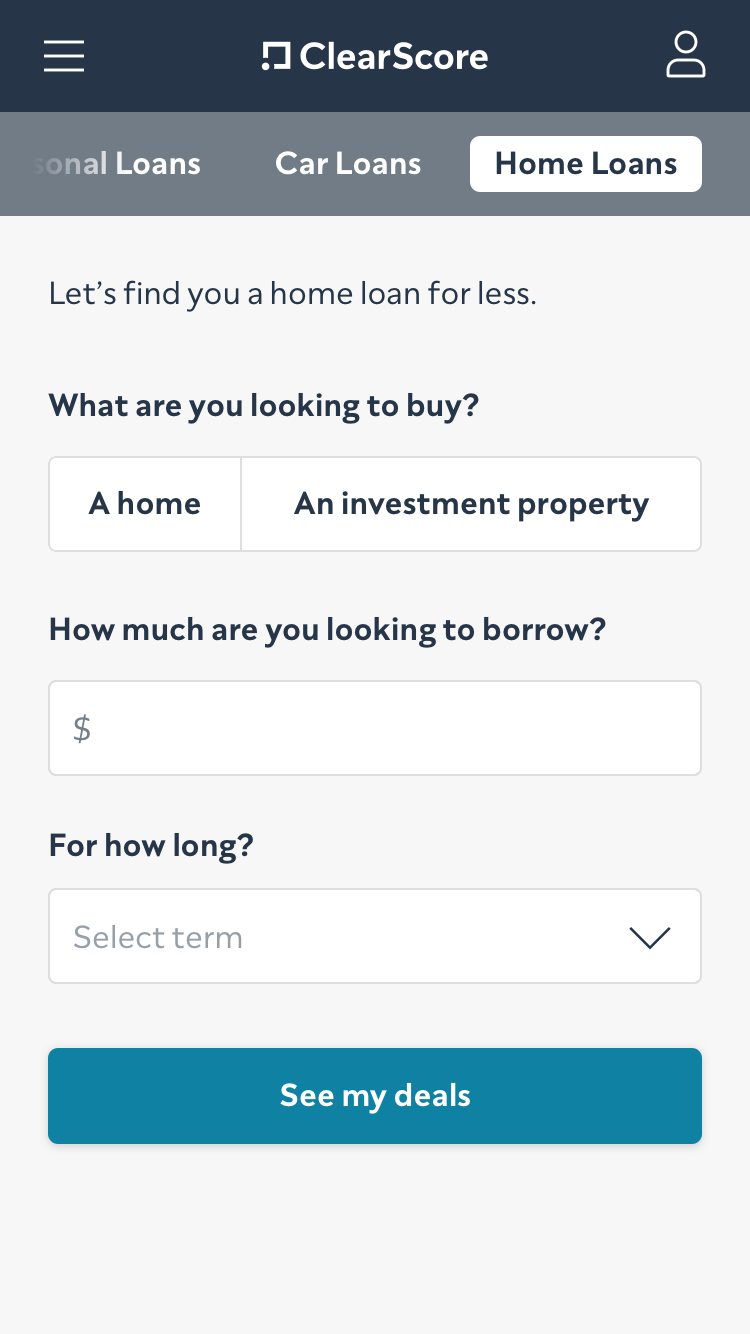 ClearScore
sonal Loans Car Loans Home Loans
Let’s find you a home loan for less.
What are you looking to buy?
A home An investment property
How much are you looking to borrow?
$
For how long?
Select term
See my deals